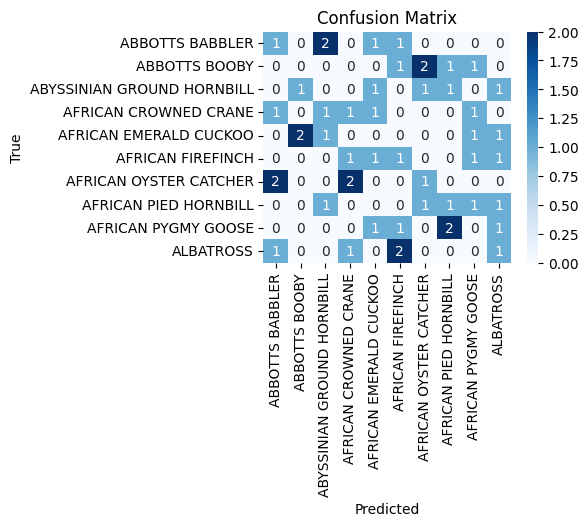 Confusion Matrix
True
ABBOTTS BABBLER 1 0 2 0 1 1 0 0 0 0
ABBOTTS BOOBY 0 0 0 0 0 1 2 1 1 0
ABYSSINIAN GROUND HORNBILL 0 1 0 0 1 0 1 1 0 1
AFRICAN CROWNED CRANE 1 0 1 1 1 0 0 0 1 0
AFRICAN EMERALD CUCKOO 0 2 1 0 0 0 0 0 1 1
AFRICAN FIREFINCH 0 0 0 1 1 1 0 0 1 1
AFRICAN OYSTER CATCHER 2 0 0 2 0 0 1 0 0 0
AFRICAN PIED HORNBILL 0 0 1 0 0 0 1 1 1 1
AFRICAN PYGMY GOOSE 0 0 0 0 1 1 0 2 0 1
ALBATROSS 1 0 0 1 0 2 0 0 0 1
ABBOTTS BABBLER
ABBOTTS BOOBY
ABYSSINIAN GROUND HORNBILL
AFRICAN CROWNED CRANE
AFRICAN EMERALD CUCKOO
AFRICAN FIREFINCH
AFRICAN OYSTER CATCHER
AFRICAN PIED HORNBILL
AFRICAN PYGMY GOOSE
ALBATROSS
Predicted
2.00
1.75
1.50
1.25
1.00
0.75
0.50
0.25
0.00